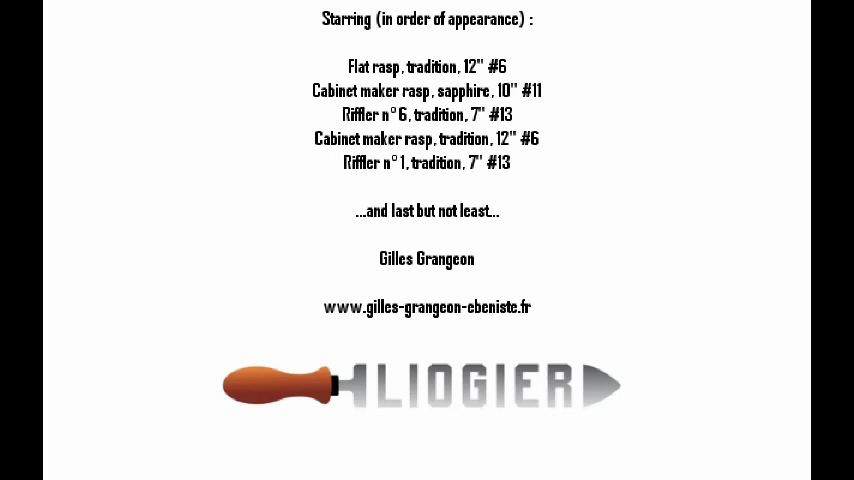 Starring (in order of appearance) :
Flat rasp, tradition, 12" #6
Cabinet maker rasp, sapphire, 10" #11
Riffler n°6, tradition, 7" #13
Cabinet maker rasp, tradition, 12" #6
Riffler n°1, tradition, 7" #13
...and last but not least...
Gilles Grangeon
www.gilles-grangeon-ebeniste.fr
LIOGIER